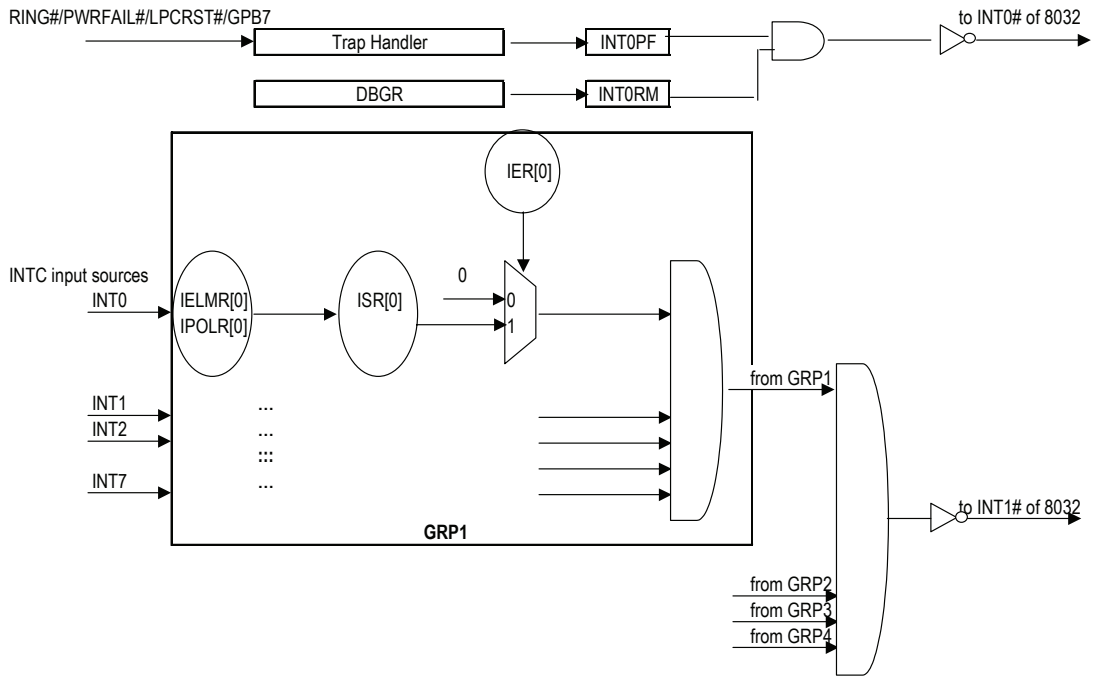 RING#/PWRFAIL#/LPCRST#/GPB7
Trap Handler
INT0PF
to INT0# of 8032
DBGR
INT0RM
IER[0]
INTC input sources
INT0
IELMR[0]
IPOLR[0]
ISR[0]
0
0
1
from GRP1
INT1
...
INT2
...
:::
INT7
...
GRP1
to INT1# of 8032
from GRP2
from GRP3
from GRP4